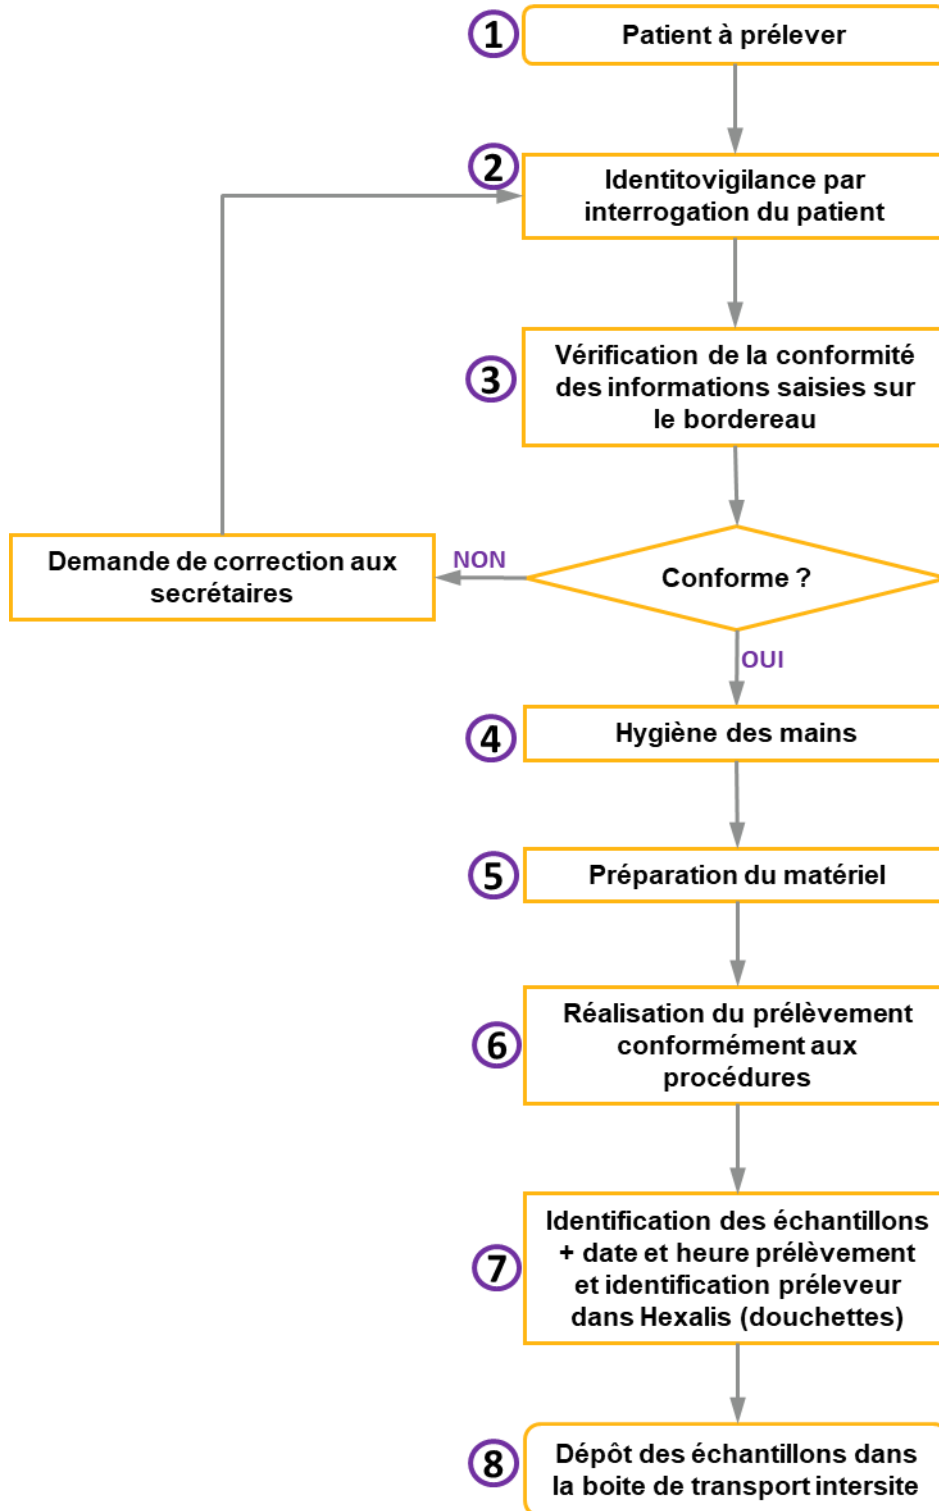 1
Patient à prélever
2
Identitovigilance par
interrogation du patient
3
Vérification de la conformité
des informations saisies sur
le bordereau
Conforme ?
NON
Demande de correction aux
secrétaires
OUI
4
Hygiène des mains
5
Préparation du matériel
6
Réalisation du prélèvement
conformément aux
procédures
7
Identification des échantillons
+ date et heure prélèvement
et identification préleveur
dans Hexalis (douchettes)
8
Dépôt des échantillons dans
la boite de transport intersite